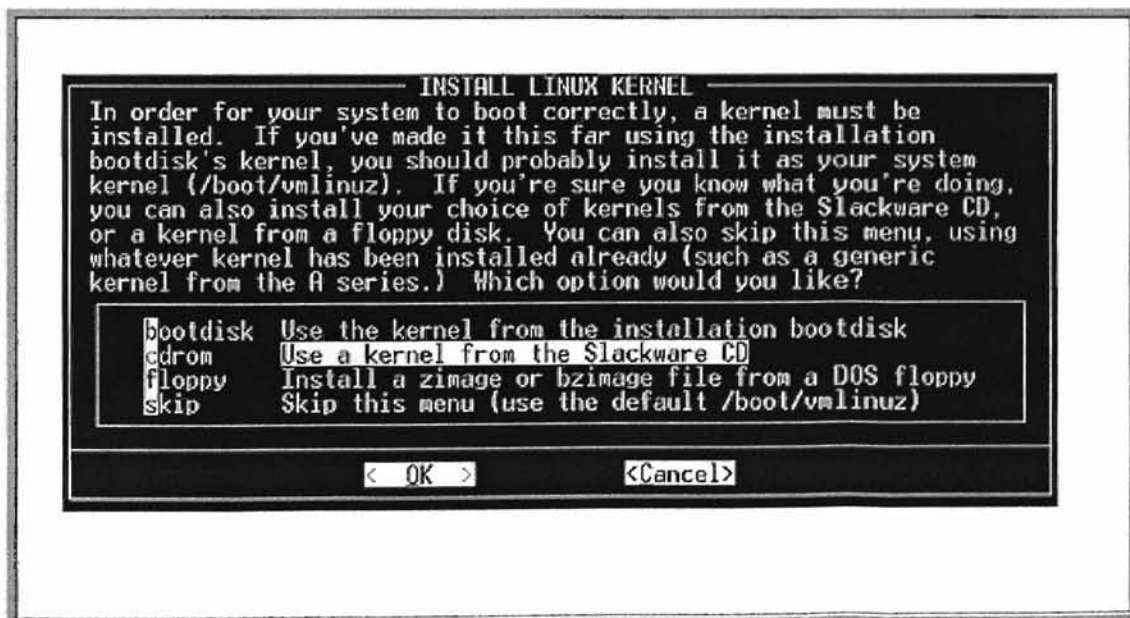 INSTALL LINUX KERNEL
In order for your system to boot correctly, a kernel must be
installed.  If you've made it this far using the installation
bootdisk's kernel, you should probably install it as your system
kernel (/boot/vmlinuz).  If you're sure you know what you're doing,
you can also install your choice of kernels from the Slackware CD,
or a kernel from a floppy disk.  You can also skip this menu, using
whatever kernel has been installed already (such as a generic
kernel from the A series.)  Which option would you like?
bootdisk  Use the kernel from the installation bootdisk
cdrom  Use a kernel from the Slackware CD
floppy  Install a zimage or bzimage file from a DOS floppy
skip  Skip this menu (use the default /boot/vmlinuz)
<  OK  >  <Cancel>